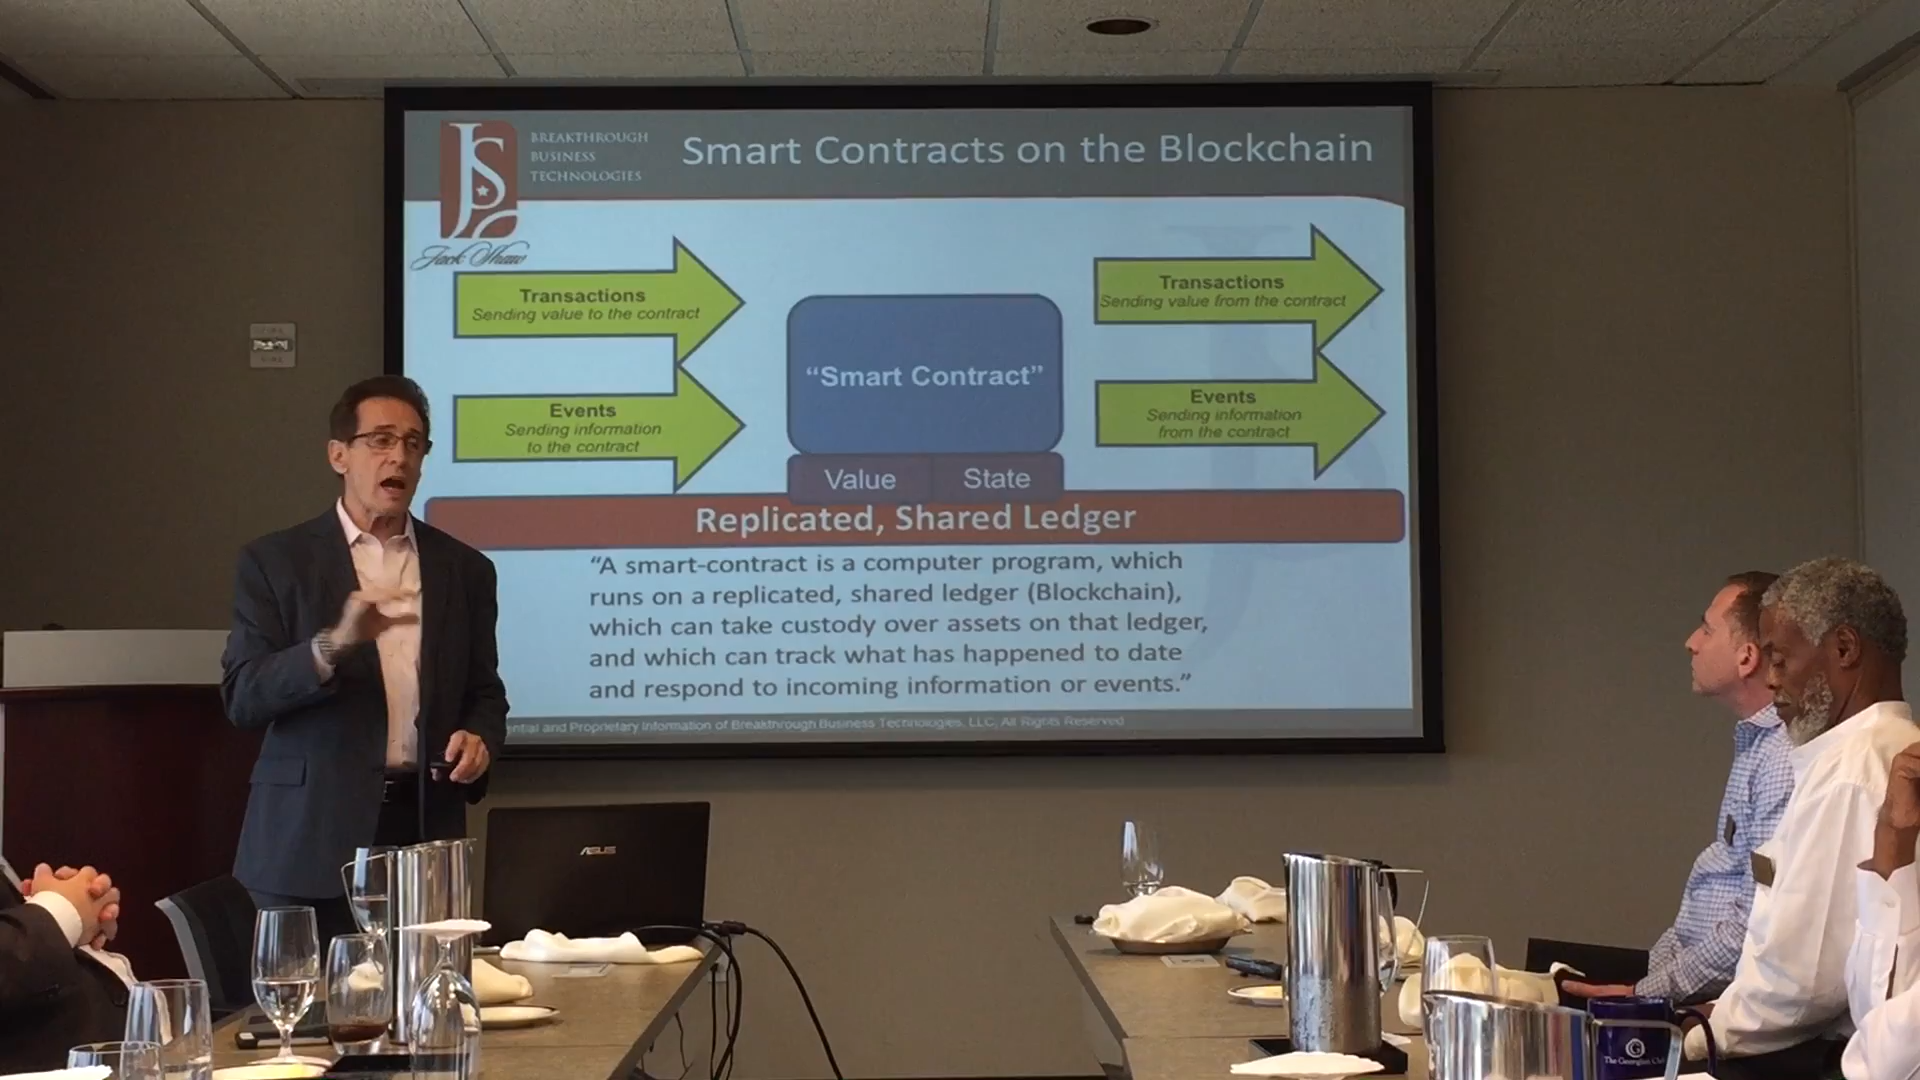 JS
BREAKTHROUGH
BUSINESS
TECHNOLOGIES
Jack Shaw
Smart Contracts on the Blockchain
Transactions
Sending value to the contract
Events
Sending information
to the contract
“Smart Contract”
Value State
Transactions
Sending value from the contract
Events
Sending information
from the contract
Replicated, Shared Ledger
“A smart-contract is a computer program, which
runs on a replicated, shared ledger (Blockchain),
which can take custody over assets on that ledger,
and which can track what has happened to date
and respond to incoming information or events.”
and Proprietary Information of Breakthrough Business Technologies, LLC, All Rights Reserved
ASUS
G
The Georgian Club